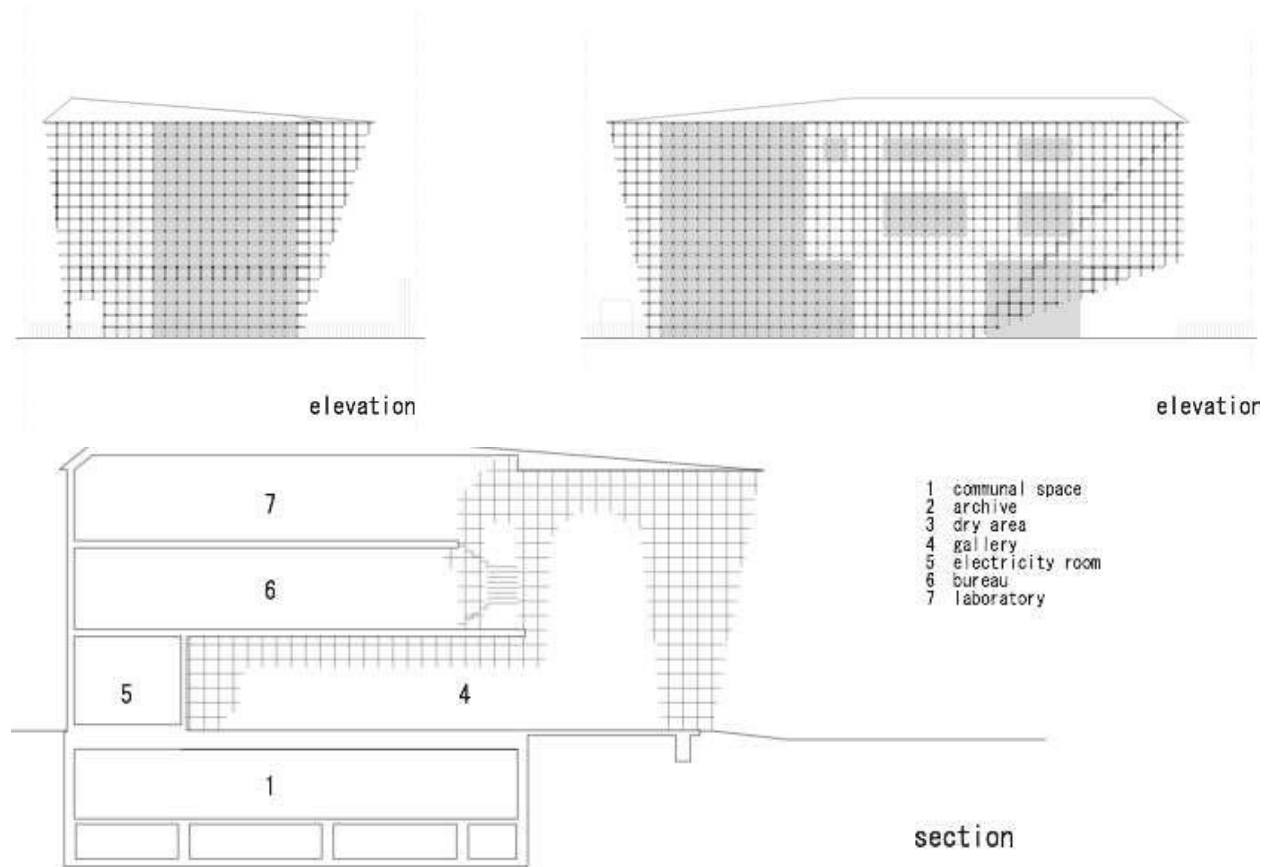 elevation
elevation
7
6
5
4
1
1 communal space
2 archive
3 dry area
4 gallery
5 electricity room
6 bureau
7 laboratory
section